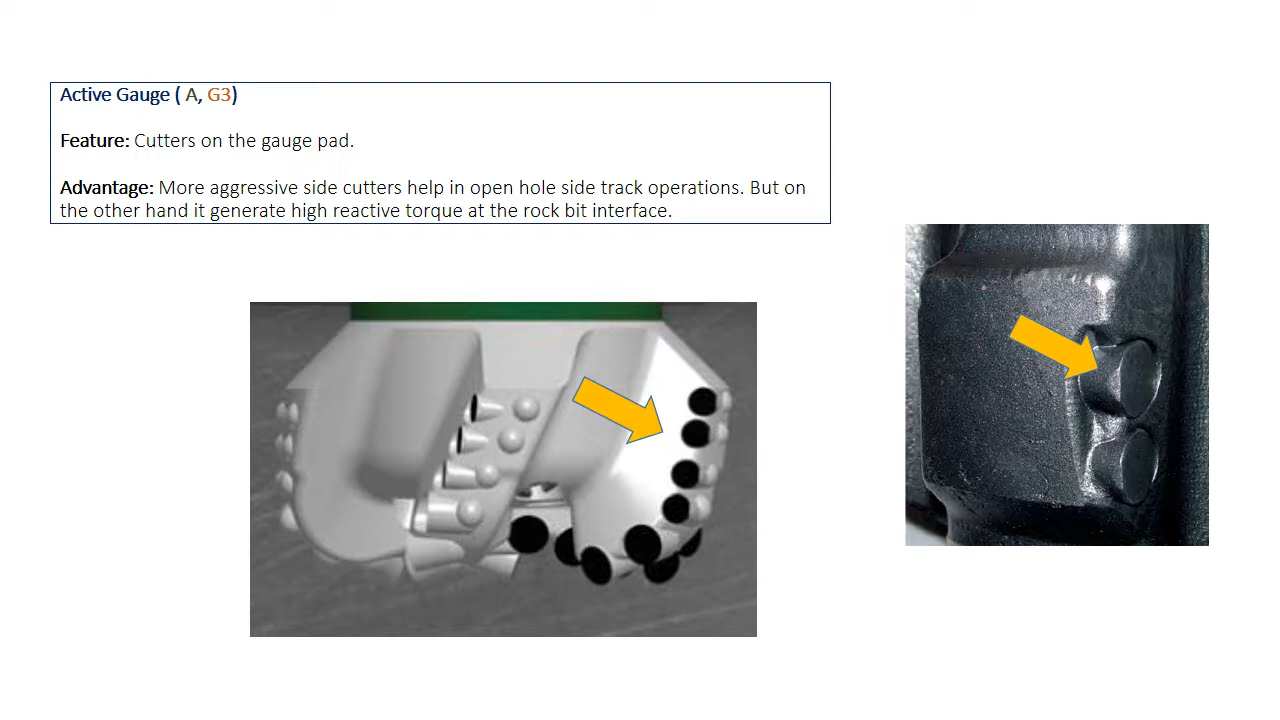 Active Gauge ( A, G3)
Feature: Cutters on the gauge pad.
Advantage: More aggressive side cutters help in open hole side track operations. But on
the other hand it generate high reactive torque at the rock bit interface.